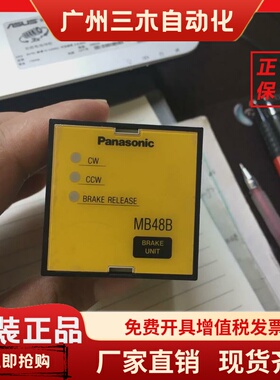 广州三木自动化
正
保
Panasonic
CW
CCW
BRAKE RELEASE
MB48B
BRAKE
UNIT
装正品
免费开具增值税发票
即抢购
厂家直销 现货